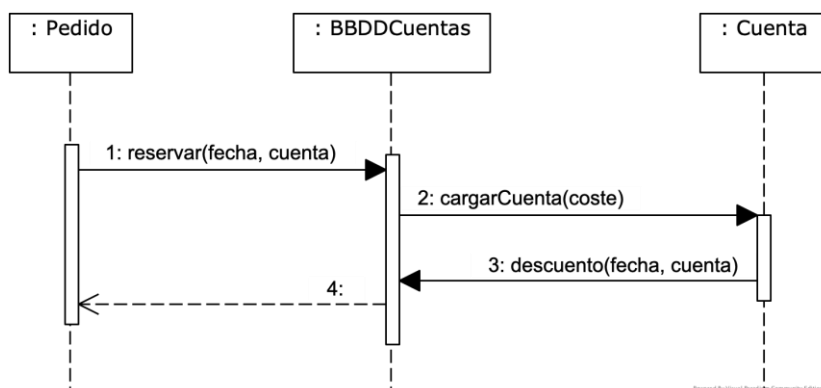 : Pedido
: BBDDCuentas
: Cuenta
1: reservar(fecha, cuenta)
2: cargarCuenta(coste)
3: descuento(fecha, cuenta)
4: